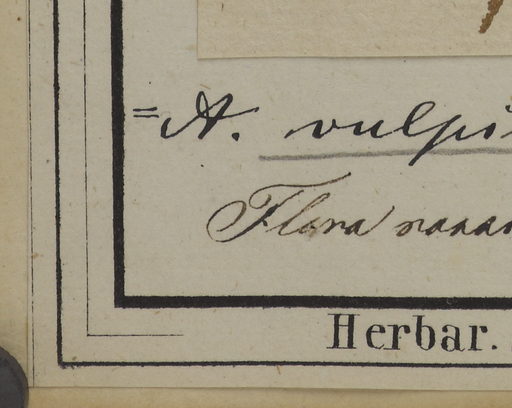 =A. vulpi
Flora
Herbar.